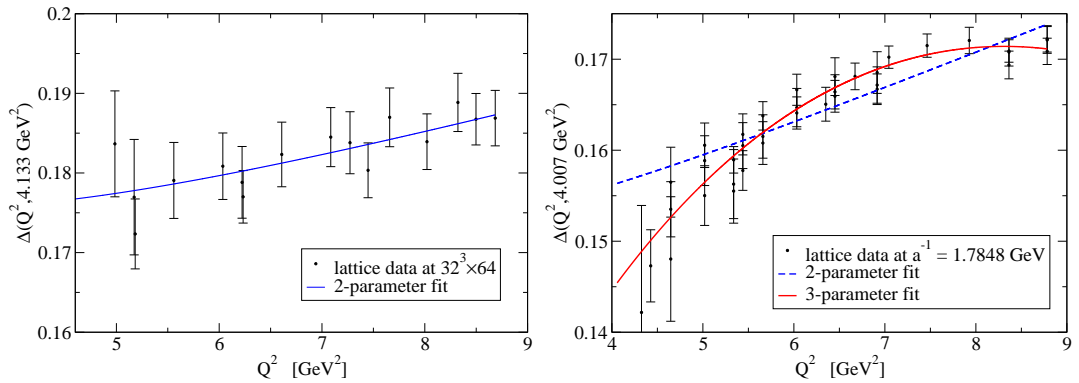 0.2
0.19
0.18
0.17
0.16
Δ(Q², 4.133 GeV²)
5
6
7
8
9
Q² [GeV²]
lattice data at 32³×64
2-parameter fit
0.17
0.16
0.15
0.14
Δ(Q², 4.007 GeV²)
4
5
6
7
8
9
Q² [GeV²]
lattice data at a⁻¹ = 1.7848 GeV
2-parameter fit
3-parameter fit